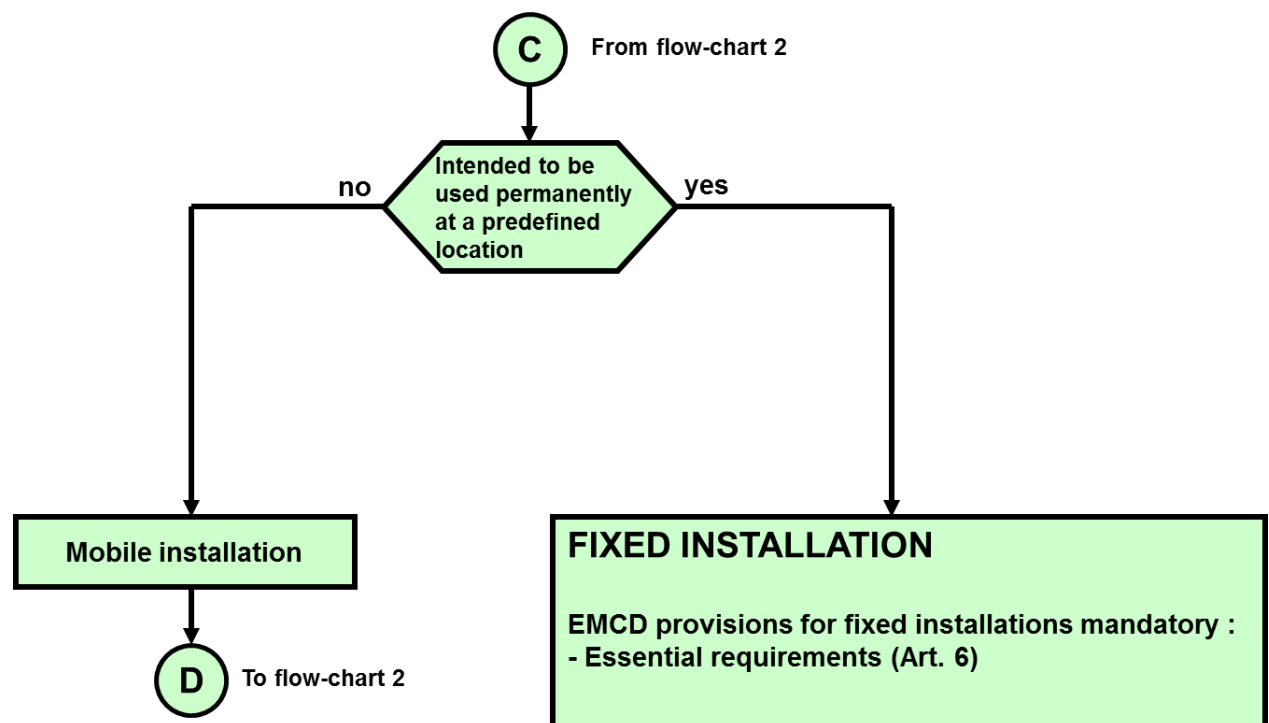 C
From flow-chart 2
Intended to be
used permanently
at a predefined
location
no
yes
Mobile installation
D
To flow-chart 2
FIXED INSTALLATION
EMCD provisions for fixed installations mandatory :
- Essential requirements (Art. 6)